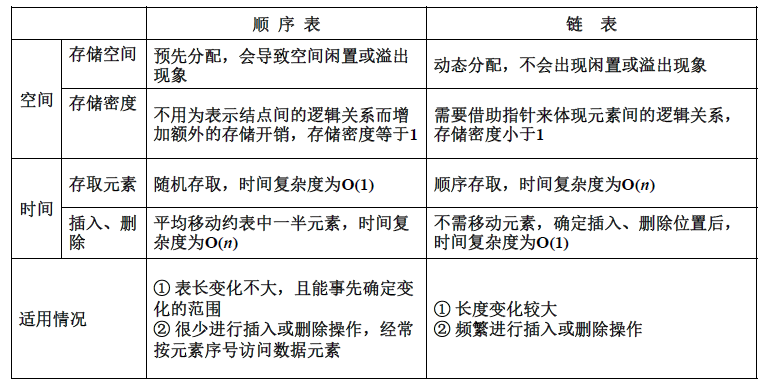 顺 序 表
链 表
空间
存储空间
预先分配，会导致空间闲置或溢出
现象
动态分配，不会出现闲置或溢出现象
存储密度
不用为表示结点间的逻辑关系而增
加额外的存储开销，存储密度等于1
需要借助指针来体现元素间的逻辑关系，
存储密度小于1
时间
存取元素
随机存取，时间复杂度为O(1)
顺序存取，时间复杂度为O(n)
插入、删
除
平均移动约表中一半元素，时间复
杂度为O(n)
不需移动元素，确定插入、删除位置后，
时间复杂度为O(1)
适用情况
① 表长变化不大，且能事先确定变
化的范围
② 很少进行插入或删除操作，经常
按元素序号访问数据元素
① 长度变化较大
② 频繁进行插入或删除操作